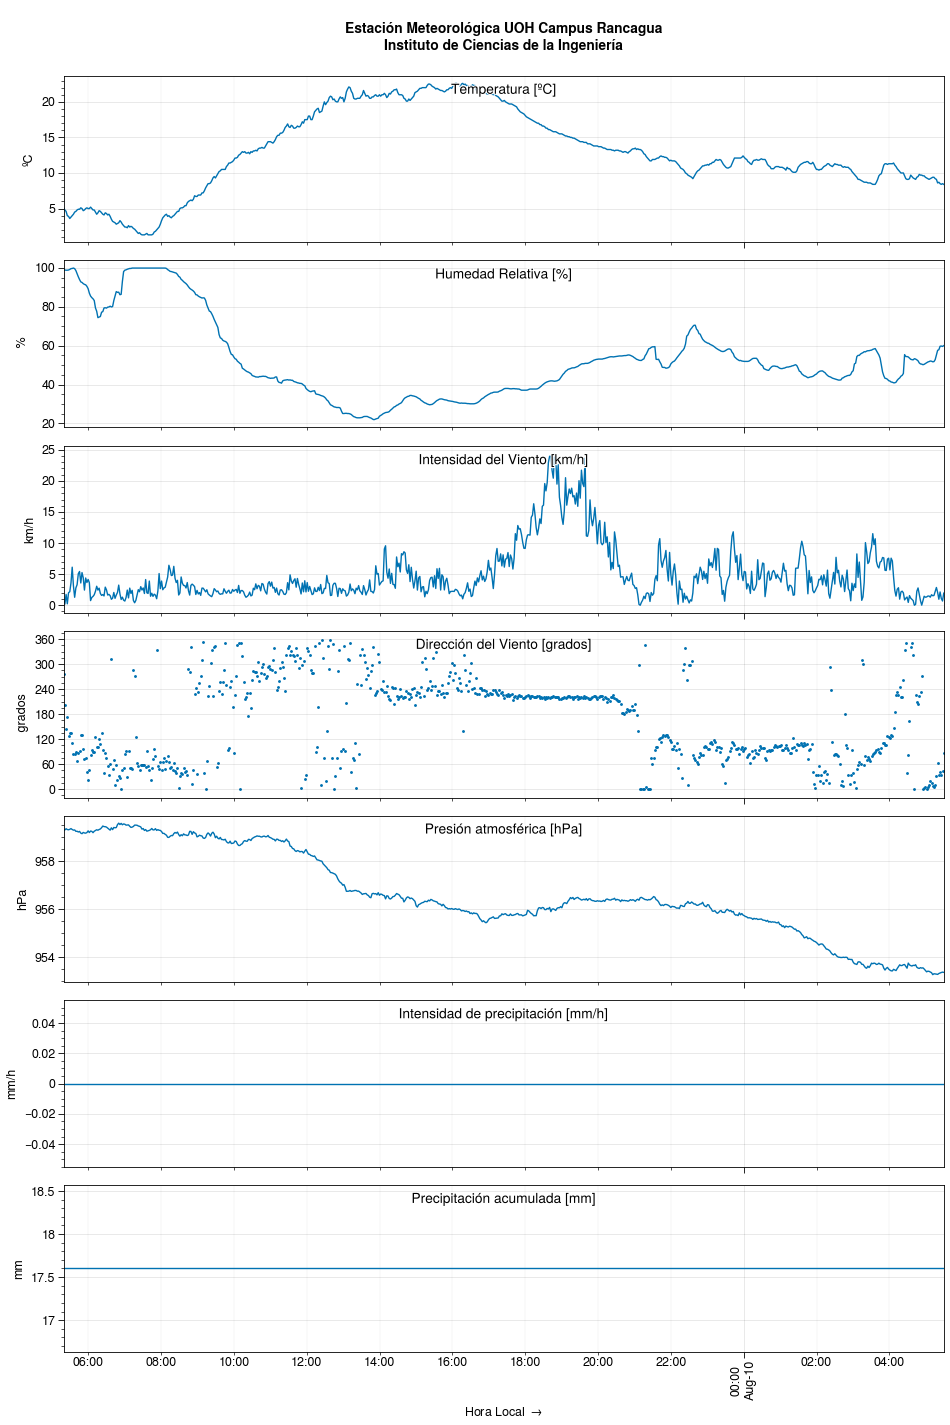 Estación Meteorológica UOH Campus Rancagua
Instituto de Ciencias de la Ingeniería
Temperatura [ºC]
20
15
10
5
ºC
Humedad Relativa [%]
100
80
60
40
20
%
Intensidad del Viento [km/h]
25
20
15
10
5
0
km/h
Dirección del Viento [grados]
360
300
240
180
120
60
0
grados
Presión atmosférica [hPa]
958
956
954
hPa
Intensidad de precipitación [mm/h]
0.04
0.02
0
−0.02
−0.04
mm/h
Precipitación acumulada [mm]
18.5
18
17.5
17
mm
06:00 08:00 10:00 12:00 14:00 16:00 18:00 20:00 22:00 00:00 02:00 04:00
Aug-10
Hora Local →